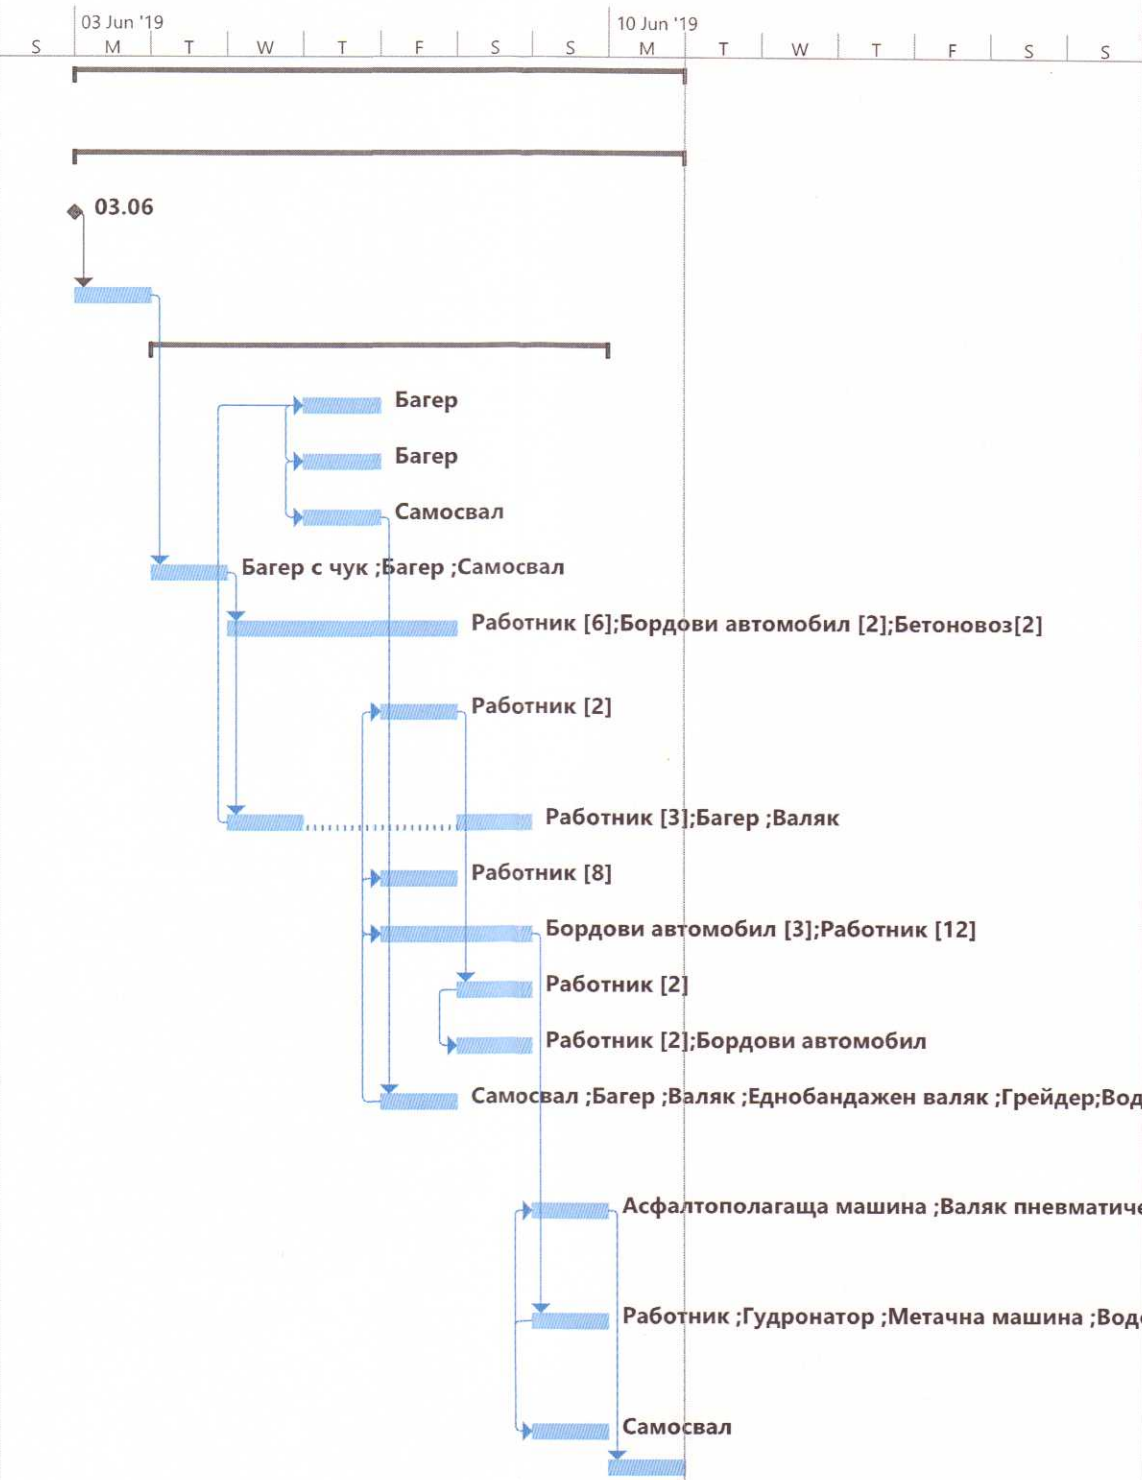 03 Jun '19 10 Jun '19
S M T W T F S S M T W T F S S
03.06
Багер
Багер
Самосвал
Багер с чук ;Багер ;Самосвал
Работник [6];Бордови автомобил [2];Бетоновоз[2]
Работник [2]
Работник [3];Багер ;Валяк
Работник [8]
Бордови автомобил [3];Работник [12]
Работник [2]
Работник [2];Бордови автомобил
Самосвал ;Багер ;Валяк ;Еднобандажен валяк ;Грейдер;Вод
Асфалтополагаща машина ;Валяк пневматиче
Работник ;Гудронатор ;Метачна машина ;Водо
Самосвал